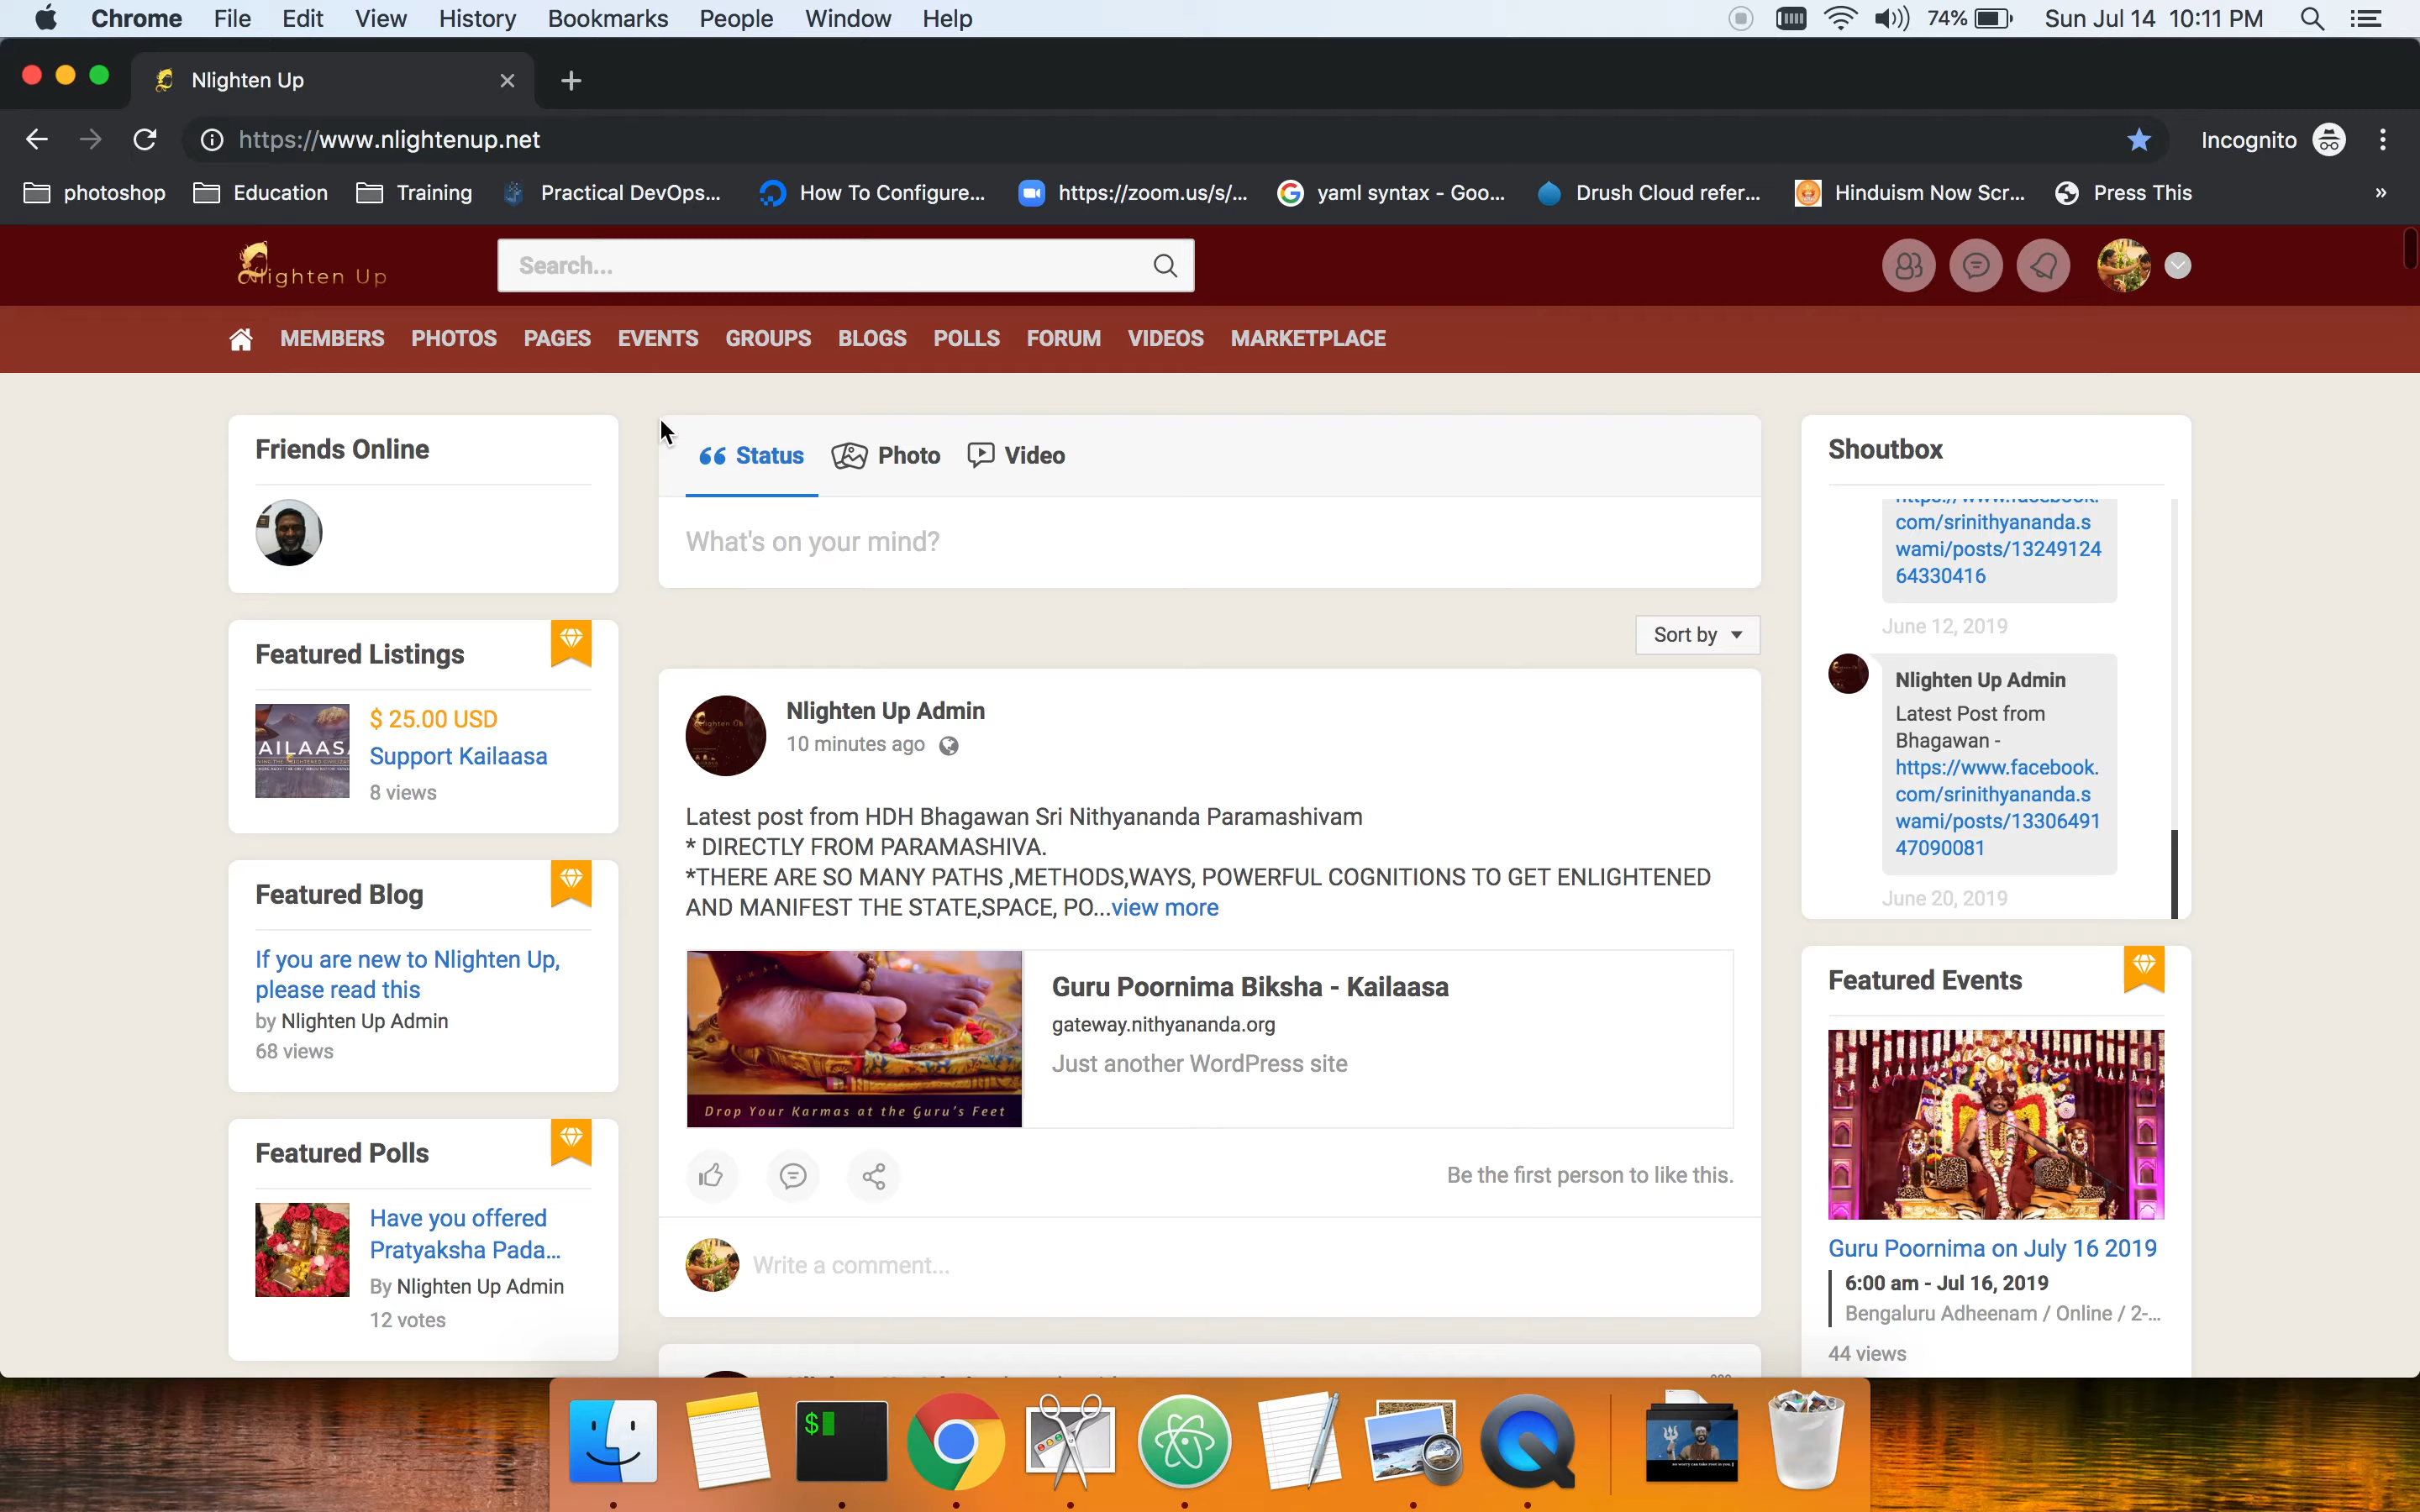 Chrome File Edit View History Bookmarks People Window Help 74% Sun Jul 14 10:11 PM
Nlighten Up
https://www.nlightenup.net Incognito
photoshop Education Training Practical DevOps... How To Configure... https://zoom.us/s/... yaml syntax - Goo... Drush Cloud refer... Hinduism Now Scr... Press This »
Nlighten Up Search...
MEMBERS PHOTOS PAGES EVENTS GROUPS BLOGS POLLS FORUM VIDEOS MARKETPLACE
Friends Online
Featured Listings
AILAASA
$ 25.00 USD
Support Kailaasa
8 views
Featured Blog
If you are new to Nlighten Up,
please read this
by Nlighten Up Admin
68 views
Featured Polls
Have you offered
Pratyaksha Pada...
By Nlighten Up Admin
12 votes
Status Photo Video
What's on your mind?
Sort by
Nlighten Up Admin
10 minutes ago
Latest post from HDH Bhagawan Sri Nithyananda Paramashivam
* DIRECTLY FROM PARAMASHIVA.
*THERE ARE SO MANY PATHS ,METHODS,WAYS, POWERFUL COGNITIONS TO GET ENLIGHTENED
AND MANIFEST THE STATE,SPACE, PO...view more
Drop Your Karmas at the Guru's Feet
Guru Poornima Biksha - Kailaasa
gateway.nithyananda.org
Just another WordPress site
Be the first person to like this.
Write a comment...
Shoutbox
https://www.facebook.
com/srinithyananda.s
wami/posts/13249124
64330416
June 12, 2019
Nlighten Up Admin
Latest Post from
Bhagawan -
https://www.facebook.
com/srinithyananda.s
wami/posts/13306491
47090081
June 20, 2019
Featured Events
Guru Poornima on July 16 2019
6:00 am - Jul 16, 2019
Bengaluru Adheenam / Online / 2-...
44 views
$